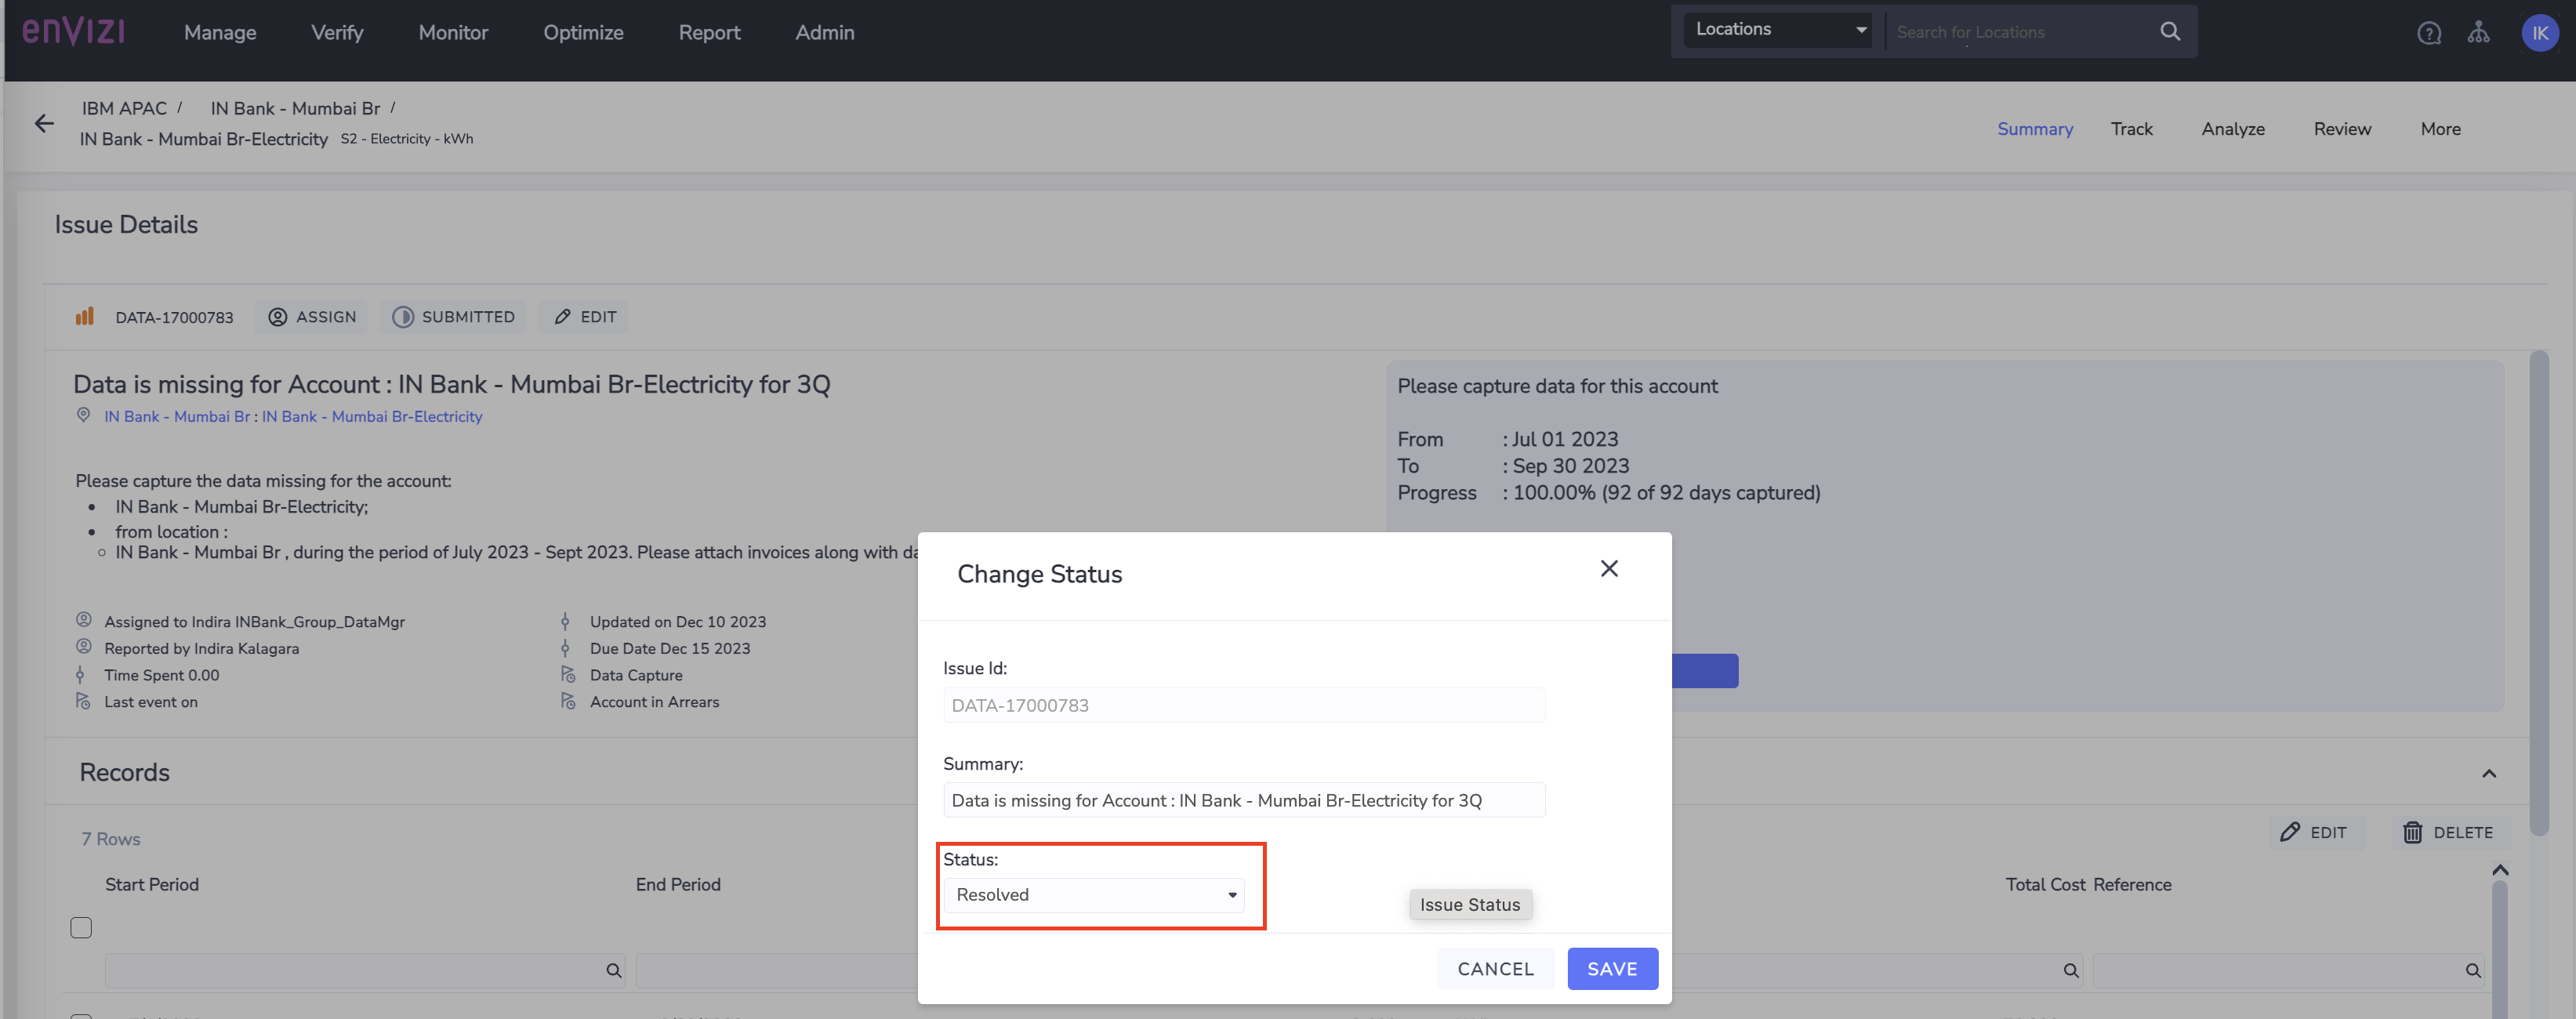 enVIZI
Manage Verify Monitor Optimize Report Admin
Locations Search for Locations
IK
IBM APAC / IN Bank - Mumbai Br /
IN Bank - Mumbai Br-Electricity S2 - Electricity - kWh
Summary Track Analyze Review More
Issue Details
DATA-17000783 ASSIGN SUBMITTED EDIT
Data is missing for Account : IN Bank - Mumbai Br-Electricity for 3Q
IN Bank - Mumbai Br : IN Bank - Mumbai Br-Electricity
Please capture the data missing for the account:
IN Bank - Mumbai Br-Electricity;
from location :
IN Bank - Mumbai Br , during the period of July 2023 - Sept 2023. Please attach invoices along with
Assigned to Indira INBank_Group_DataMgr
Reported by Indira Kalagara
Time Spent 0.00
Last event on
Updated on Dec 10 2023
Due Date Dec 15 2023
Data Capture
Account in Arrears
Please capture data for this account
From : Jul 01 2023
To : Sep 30 2023
Progress : 100.00% (92 of 92 days captured)
Records
7 Rows
EDIT DELETE
Start Period End Period Total Cost Reference
Change Status
Issue Id:
DATA-17000783
Summary:
Data is missing for Account : IN Bank - Mumbai Br-Electricity for 3Q
Status:
Resolved
Issue Status
CANCEL SAVE